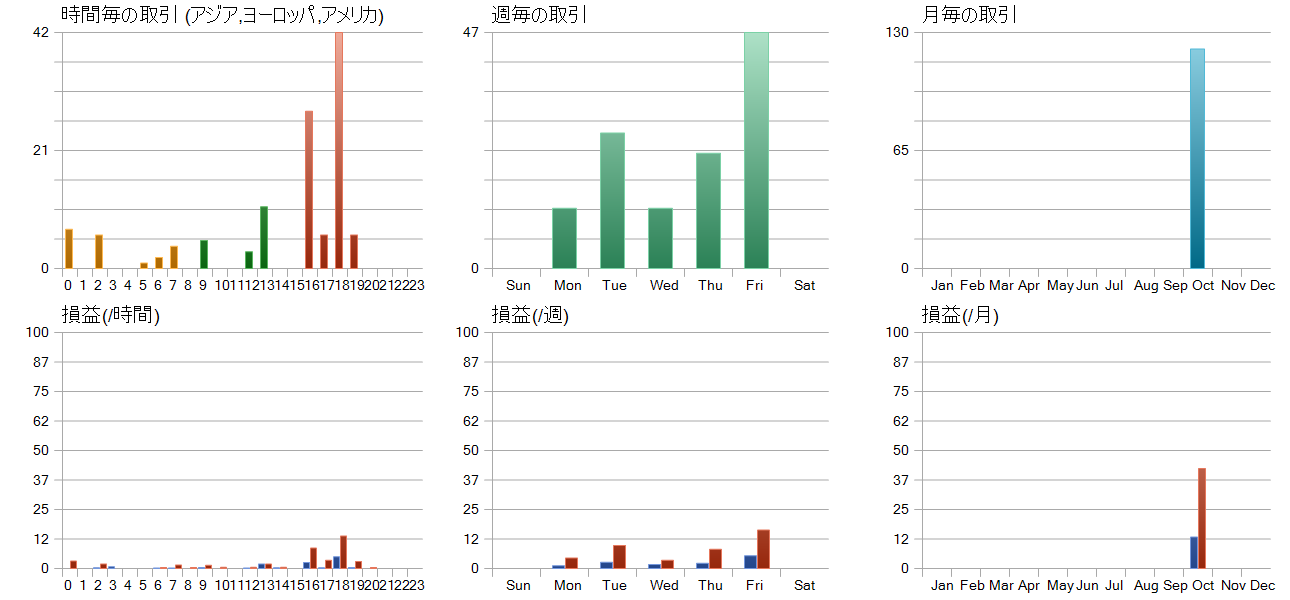 時間毎の取引 (アジア,ヨーロッパ,アメリカ)
42
21
0
0 1 2 3 4 5 6 7 8 9 1011121314151617181920212223
週毎の取引
47
0
Sun Mon Tue Wed Thu Fri Sat
月毎の取引
130
65
0
Jan Feb Mar Apr May Jun Jul Aug Sep Oct Nov Dec
損益(/時間)
100
87
75
62
50
37
25
12
0
0 1 2 3 4 5 6 7 8 9 1011121314151617181920212223
損益(/週)
100
87
75
62
50
37
25
12
0
Sun Mon Tue Wed Thu Fri Sat
損益(/月)
100
87
75
62
50
37
25
12
0
Jan Feb Mar Apr May Jun Jul Aug Sep Oct Nov Dec